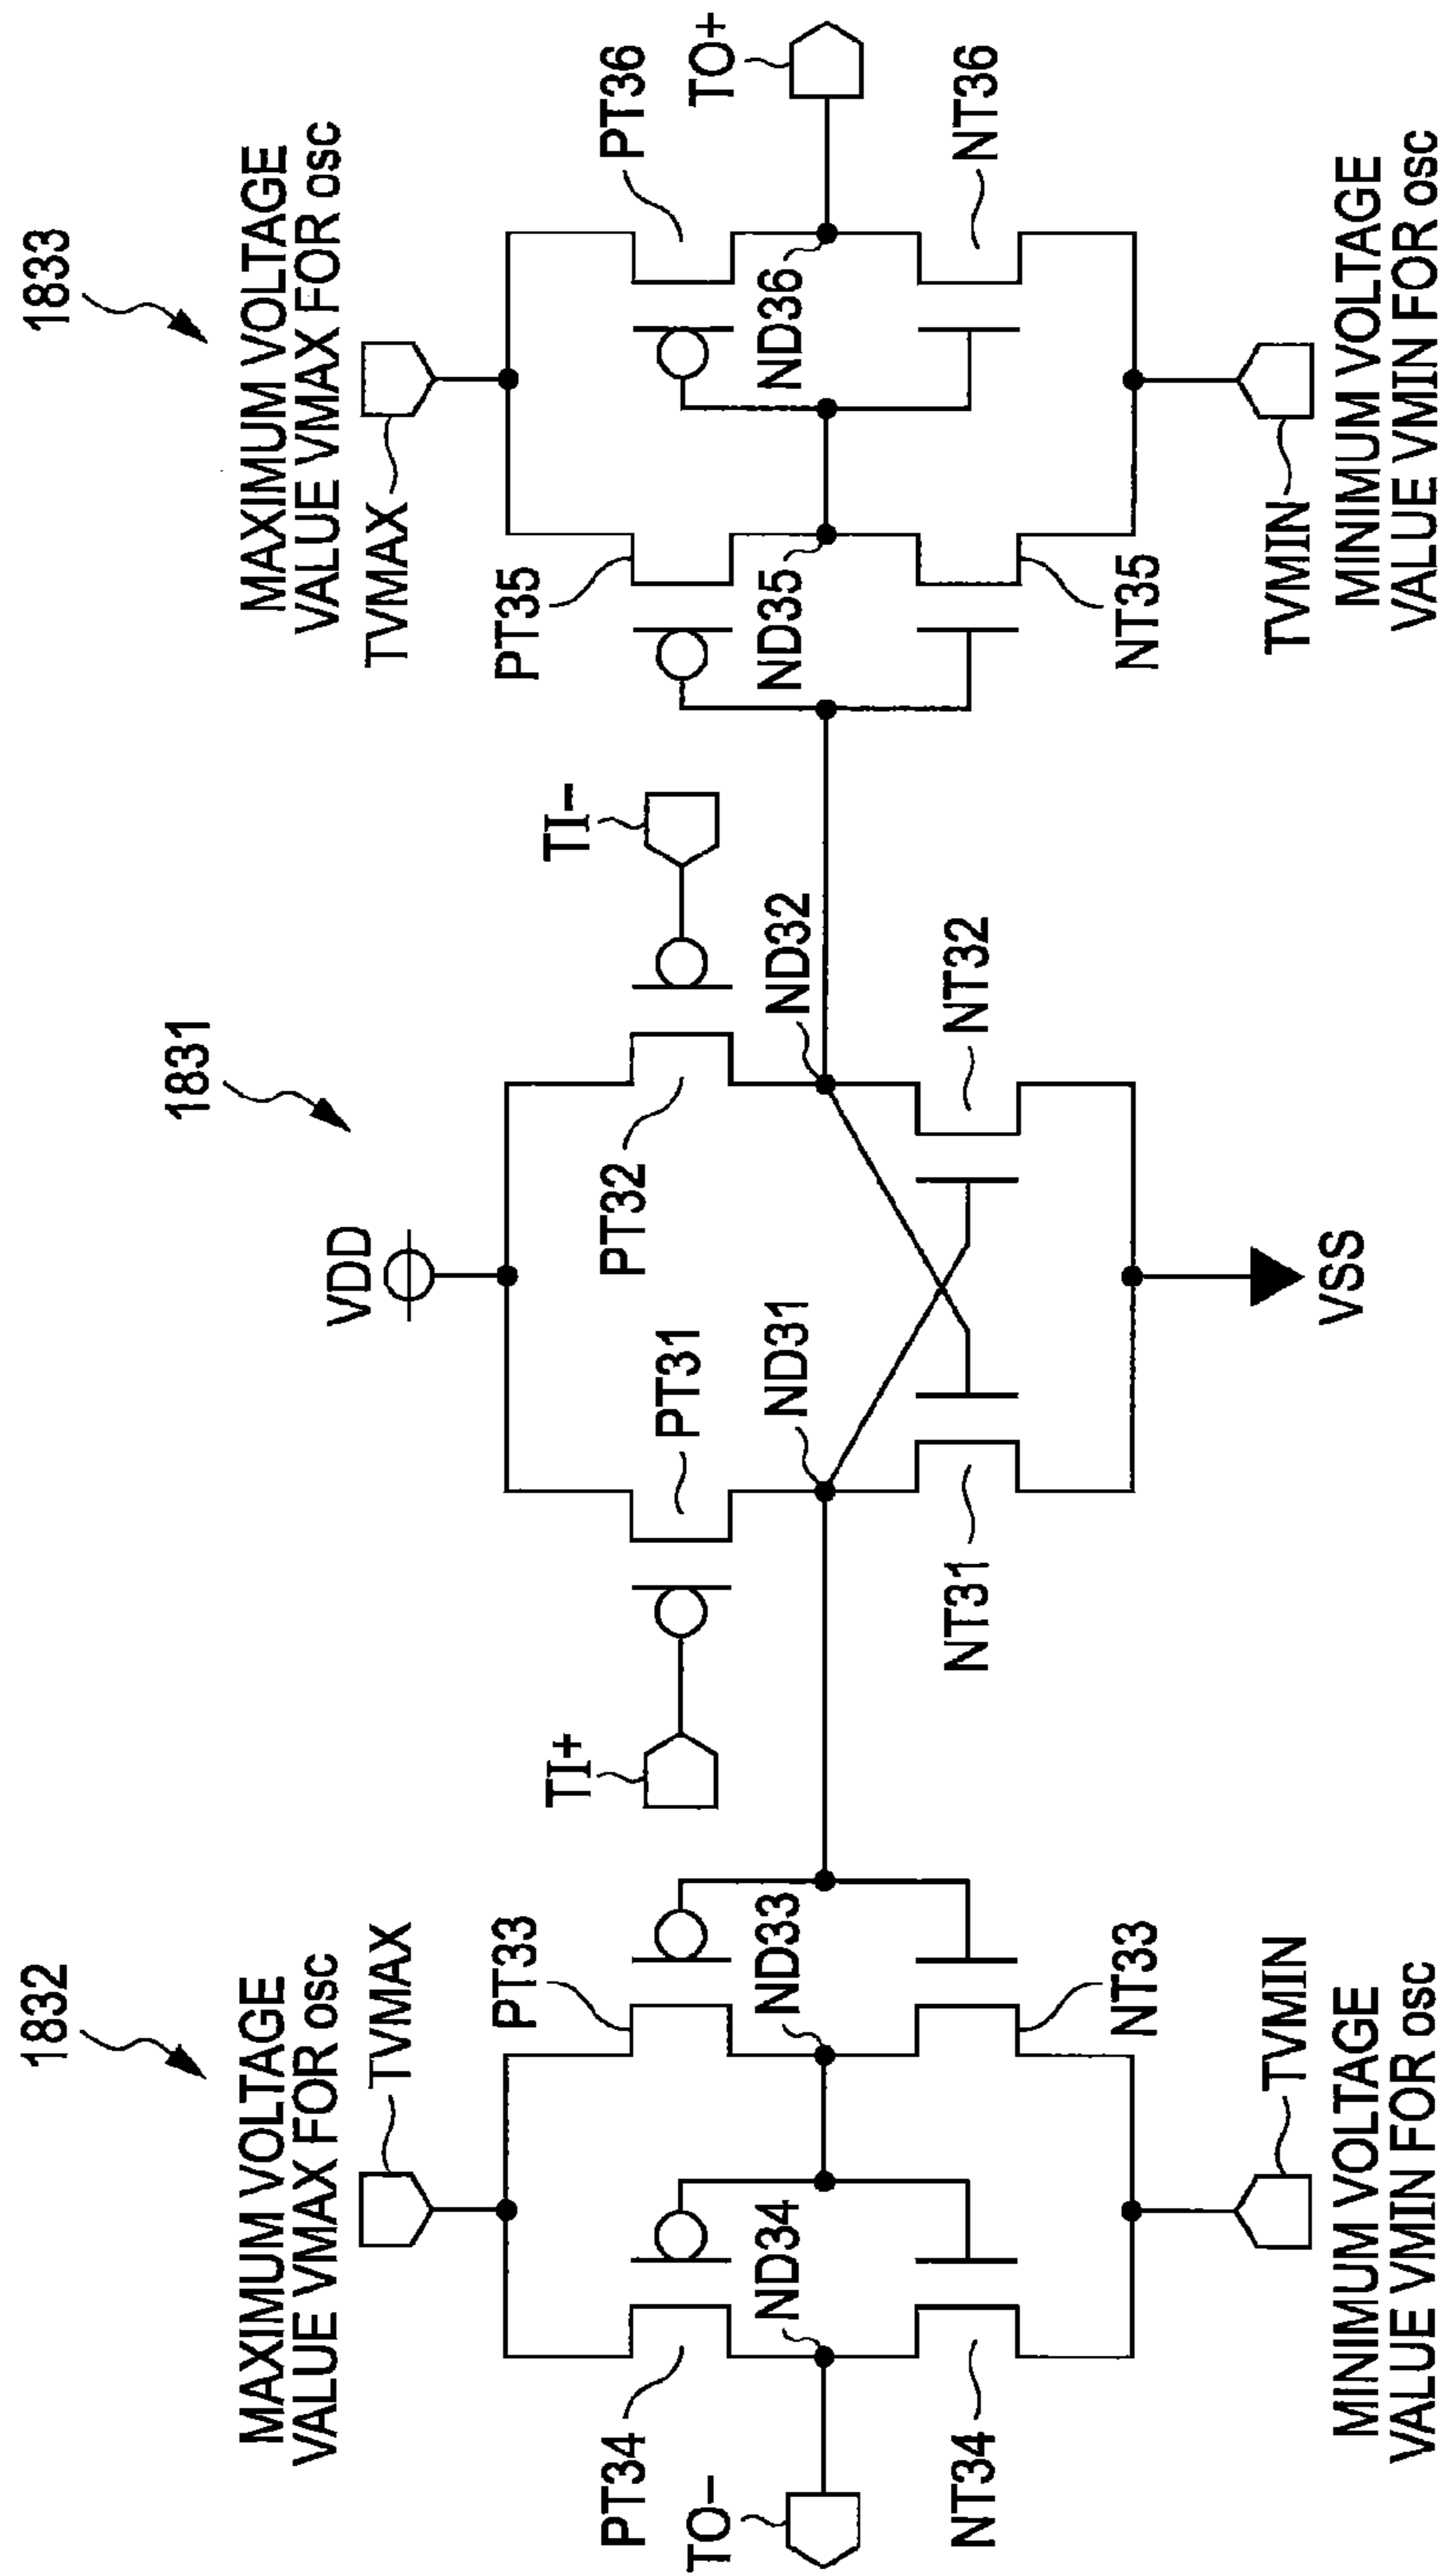 1832
1831
1833
MAXIMUM VOLTAGE
VALUE VMAX FOR osc
TVMAX
VDD
MAXIMUM VOLTAGE
VALUE VMAX FOR osc
TVMAX
PT34
PT33
TI+
PT31
PT32
TI−
PT35
PT36
TO−
ND34
ND33
ND31
ND32
ND35
ND36
TO+
NT34
NT33
NT31
NT32
NT35
NT36
TVMIN
VSS
TVMIN
MINIMUM VOLTAGE
VALUE VMIN FOR osc
MINIMUM VOLTAGE
VALUE VMIN FOR osc